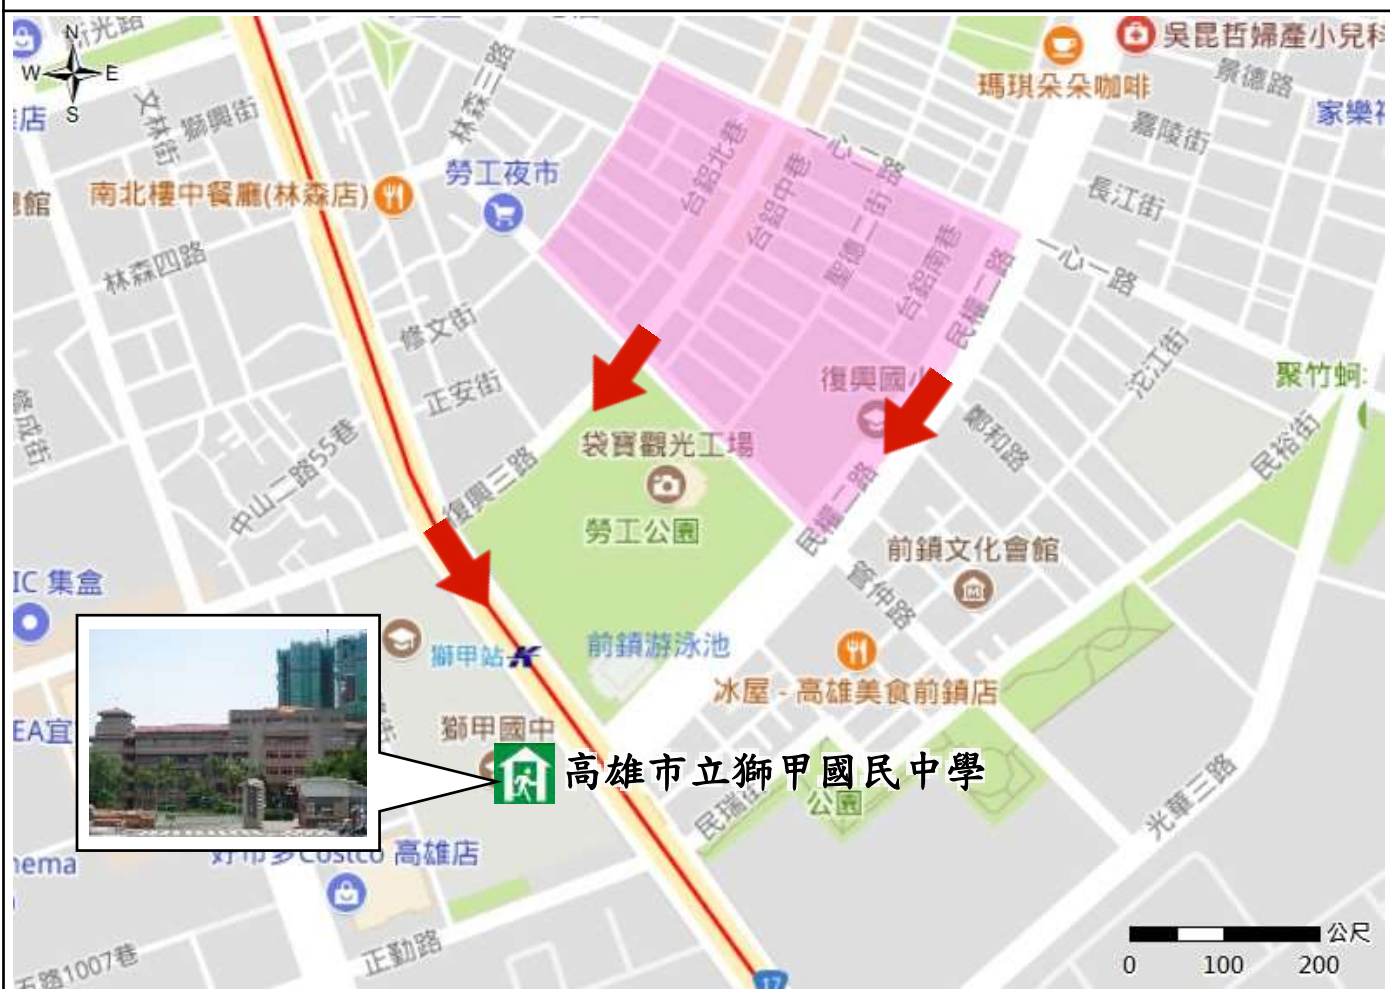 N
W E
S
新光路
文林街
獅興街
林森三路
一心二路
瑪琪朵朵咖啡
吳昆哲婦產小兒科
景德路
嘉陵街
長江街
店
館
南北樓中餐廳(林森店)
勞工夜市
台鋁北巷
台鋁中巷
聖德二街
台鋁南巷
民權二路
一心一路
林森四路
修文街
正安街
中山二路55巷
復興三路
復興國小
鄭和路
沱江街
民裕街
袋寶觀光工場
勞工公園
民權二路
前鎮文化會館
管仲路
IC 集盒
獅甲站
前鎮游泳池
冰屋 - 高雄美食前鎮店
EA宜
獅甲國中
高雄市立獅甲國民中學
民瑞街
公園
光華三路
好市多Costco 高雄店
nema
正勤路
五路1007巷
17
公尺
0 100 200